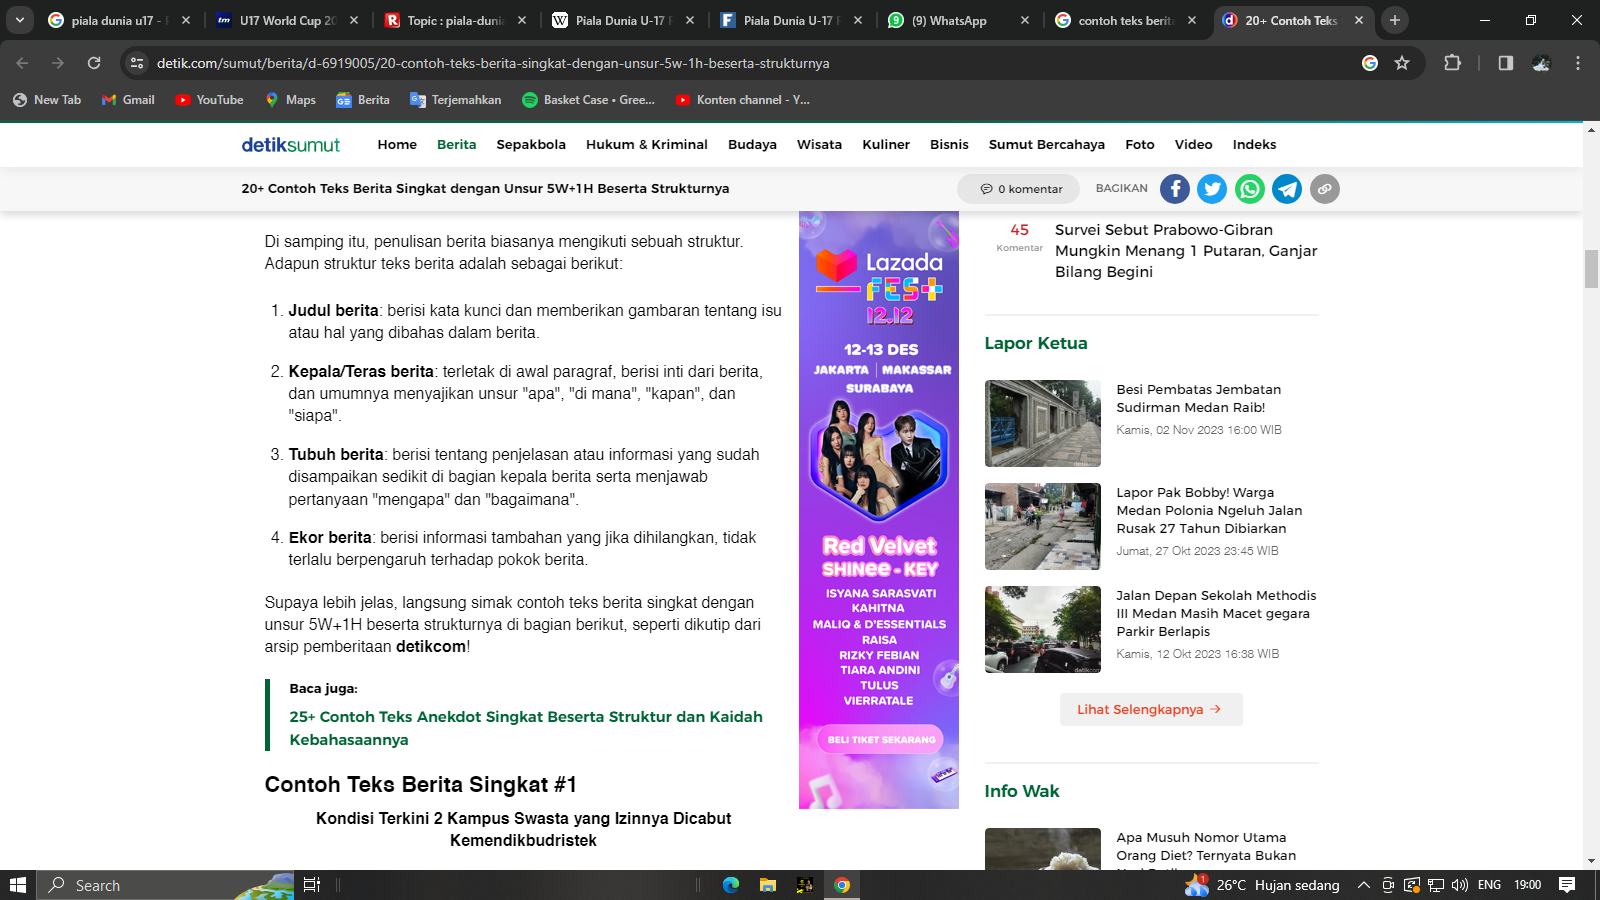 piala dunia u17 -
U17 World Cup 20
Topic : piala-dunia
Piala Dunia U-17
Piala Dunia U-17 F
(9) WhatsApp
contoh teks berita
20+ Contoh Teks
detik.com/sumut/berita/d-6919005/20-contoh-teks-berita-singkat-dengan-unsur-5w-1h-beserta-strukturnya
New Tab
Gmail
YouTube
Maps
Berita
Terjemahkan
Basket Case • Gree...
Konten channel - Y...
detiksumut
Home
Berita
Sepakbola
Hukum & Kriminal
Budaya
Wisata
Kuliner
Bisnis
Sumut Bercahaya
Foto
Video
Indeks
20+ Contoh Teks Berita Singkat dengan Unsur 5W+1H Beserta Strukturnya
0 komentar
BAGIKAN
Di samping itu, penulisan berita biasanya mengikuti sebuah struktur.
Adapun struktur teks berita adalah sebagai berikut:
1. Judul berita: berisi kata kunci dan memberikan gambaran tentang isu
atau hal yang dibahas dalam berita.
2. Kepala/Teras berita: terletak di awal paragraf, berisi inti dari berita,
dan umumnya menyajikan unsur "apa", "di mana", "kapan", dan
"siapa".
3. Tubuh berita: berisi tentang penjelasan atau informasi yang sudah
disampaikan sedikit di bagian kepala berita serta menjawab
pertanyaan "mengapa" dan "bagaimana".
4. Ekor berita: berisi informasi tambahan yang jika dihilangkan, tidak
terlalu berpengaruh terhadap pokok berita.
Supaya lebih jelas, langsung simak contoh teks berita singkat dengan
unsur 5W+1H beserta strukturnya di bagian berikut, seperti dikutip dari
arsip pemberitaan detikcom!
Baca juga:
25+ Contoh Teks Anekdot Singkat Beserta Struktur dan Kaidah
Kebahasaannya
Contoh Teks Berita Singkat #1
Kondisi Terkini 2 Kampus Swasta yang Izinnya Dicabut
Kemendikbudristek
Lazada
FES+
12.12
12-13 DES
JAKARTA | MAKASSAR
SURABAYA
Red Velvet
SHINee - KEY
ISYANA SARASVATI
KAHITNA
MALIQ & D'ESSENTIALS
RAISA
RIZKY FEBIAN
TIARA ANDINI
TULUS
VIERRATALE
BELI TIKET SEKARANG
45
Komentar
Survei Sebut Prabowo-Gibran
Mungkin Menang 1 Putaran, Ganjar
Bilang Begini
Lapor Ketua
Besi Pembatas Jembatan
Sudirman Medan Raib!
Kamis, 02 Nov 2023 16:00 WIB
Lapor Pak Bobby! Warga
Medan Polonia Ngeluh Jalan
Rusak 27 Tahun Dibiarkan
Jumat, 27 Okt 2023 23:45 WIB
Jalan Depan Sekolah Methodis
III Medan Masih Macet gegara
Parkir Berlapis
Kamis, 12 Okt 2023 16:38 WIB
Lihat Selengkapnya →
Info Wak
Apa Musuh Nomor Utama
Orang Diet? Ternyata Bukan
Search
1
26°C Hujan sedang
ENG
19:00